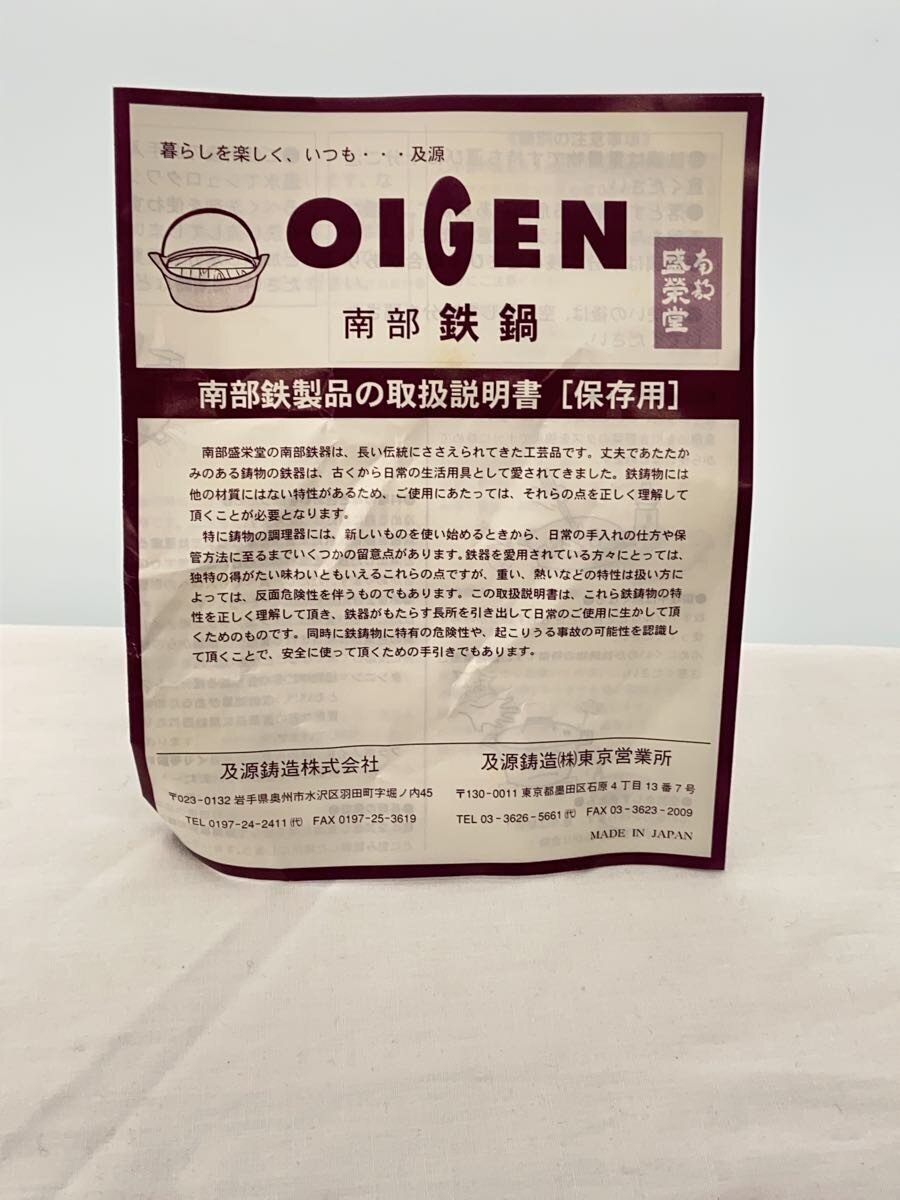 暮らしを楽しく、いつも・・・及源
OIGEN
南部 鉄鍋
南部
盛榮堂
南部鉄製品の取扱説明書［保存用］
南部盛栄堂の南部鉄器は、長い伝統にささえられてきた工芸品です。丈夫であたたか
みのある鋳物の鉄器は、古くから日常の生活用具として愛されてきました。鉄鋳物には
他の材質にはない特性があるため、ご使用にあたっては、それらの点を正しく理解して
頂くことが必要となります。
特に鋳物の調理器には、新しいものを使い始めるときから、日常の手入れの仕方や保
管方法に至るまでいくつかの留意点があります。鉄器を愛用されている方々にとっては、
独特の得がたい味わいともいえるこれらの点ですが、重い、熱いなどの特性は扱い方に
よっては、反面危険性を伴うものでもあります。この取扱説明書は、これら鉄鋳物の特
性を正しく理解して頂き、鉄器がもたらす長所を引き出して日常のご使用に生かして頂
くためのものです。同時に鉄鋳物に特有の危険性や、起こりうる事故の可能性を認識し
て頂くことで、安全に使って頂くための手引きでもあります。
及源鋳造株式会社
〒023-0132 岩手県奥州市水沢区羽田町字堀ノ内45
TEL 0197-24-2411㈹ FAX 0197-25-3619
及源鋳造㈱東京営業所
〒130-0011 東京都墨田区石原4丁目13番7号
TEL 03-3626-5661㈹ FAX 03-3623-2009
MADE IN JAPAN